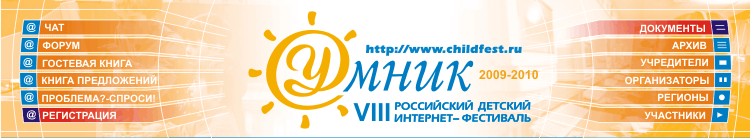 ЧАТ
ФОРУМ
ГОСТЕВАЯ КНИГА
КНИГА ПРЕДЛОЖЕНИЙ
ПРОБЛЕМА?-СПРОСИ!
РЕГИСТРАЦИЯ
http://www.childfest.ru
Умник
2009-2010
VIII РОССИЙСКИЙ ДЕТСКИЙ
ИНТЕРНЕТ– ФЕСТИВАЛЬ
ДОКУМЕНТЫ
АРХИВ
УЧРЕДИТЕЛИ
ОРГАНИЗАТОРЫ
РЕГИОНЫ
УЧАСТНИКИ